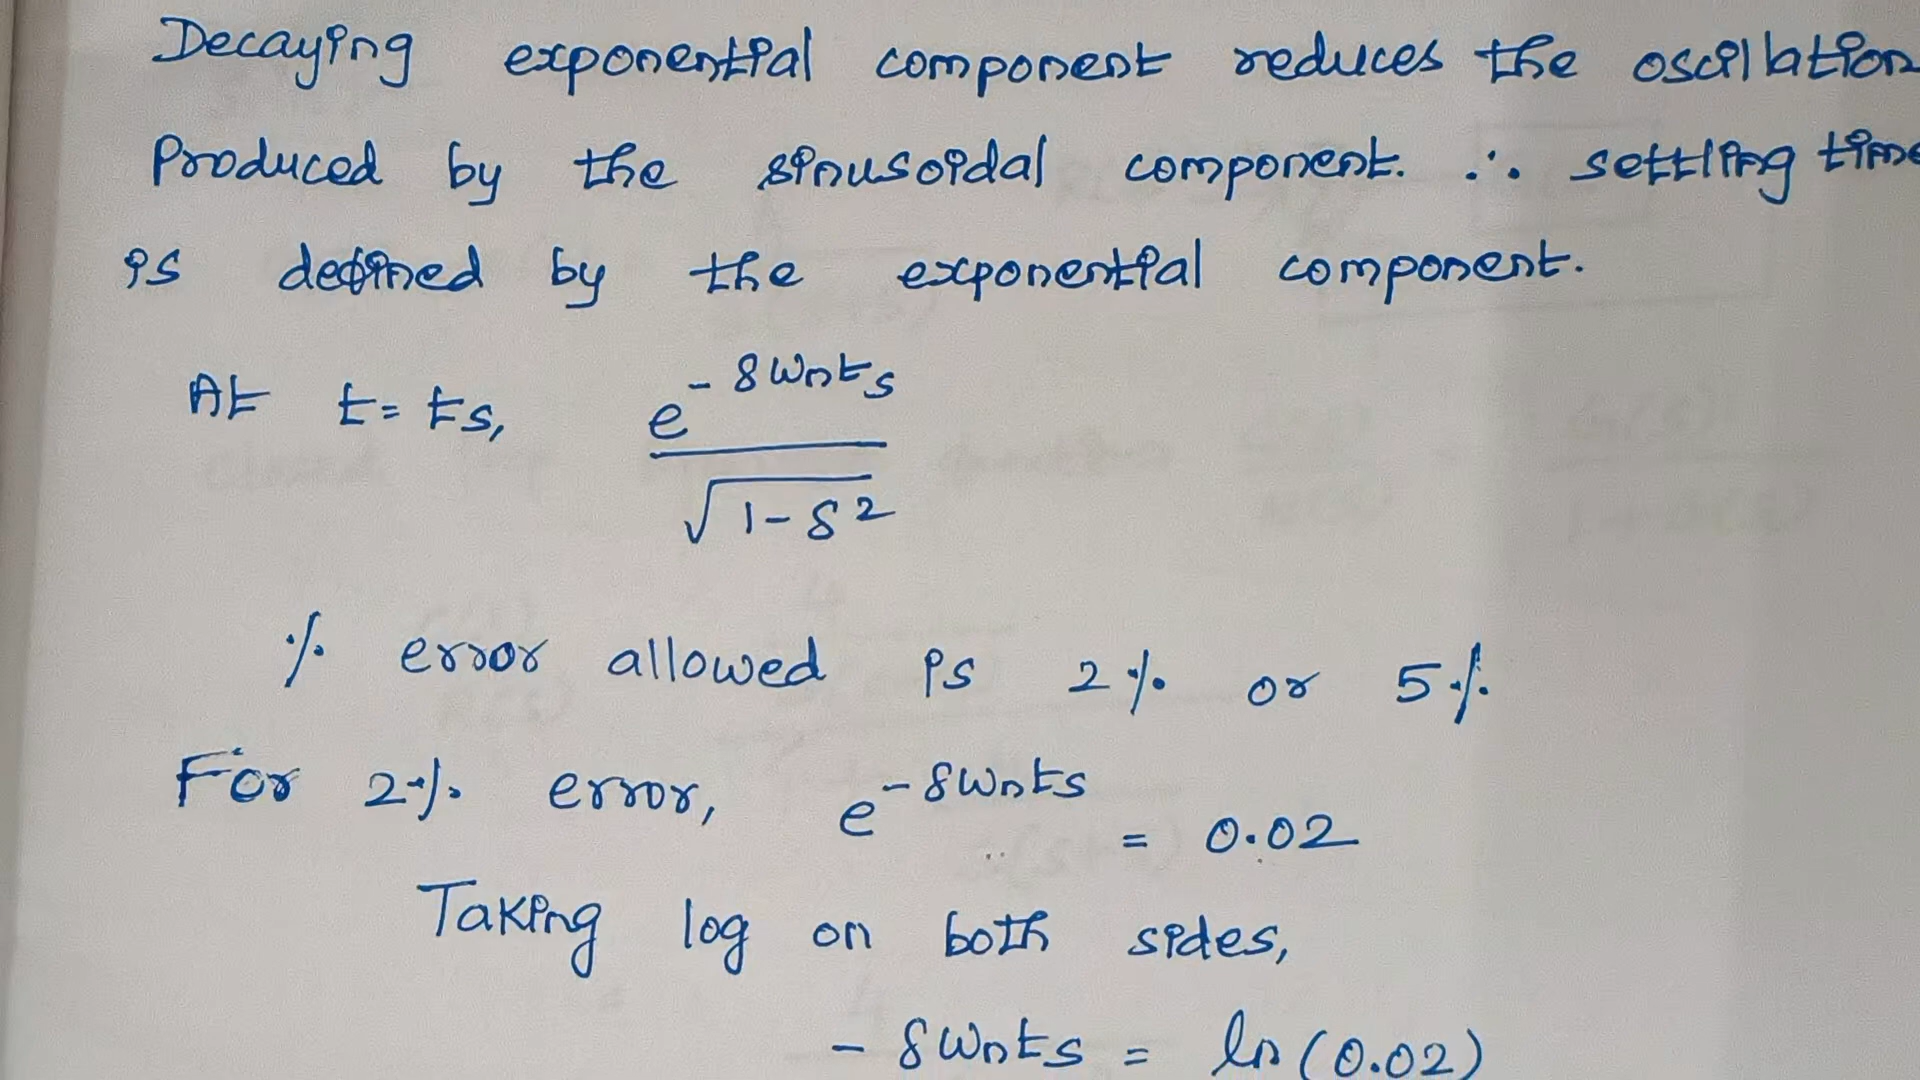 Decaying exponential component reduces the oscillation
Produced by the sinusoidal component. ∴ settling time
is defined by the exponential component.
At t = ts, e^{-δωnts} / √(1-δ²)
% error allowed is 2% or 5%
For 2% error, e^{-δωnts} = 0.02
Taking log on both sides,
-δωnts = ln(0.02)